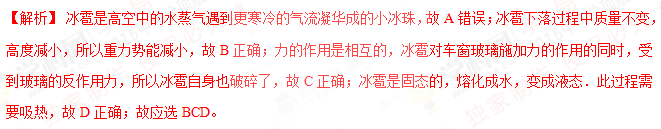 【解析】冰雹是高空中的水蒸气遇到更寒冷的气流凝华成的小冰珠，故 A 错误；冰雹下落过程中质量不变，
高度减小，所以重力势能减小，故 B 正确；力的作用是相互的，冰雹对车窗玻璃施加力的作用的同时，受
到玻璃的反作用力，所以冰雹自身也破碎了，故 C 正确；冰雹是固态的，熔化成水，变成液态．此过程需
要吸热，故 D 正确；故应选 BCD。